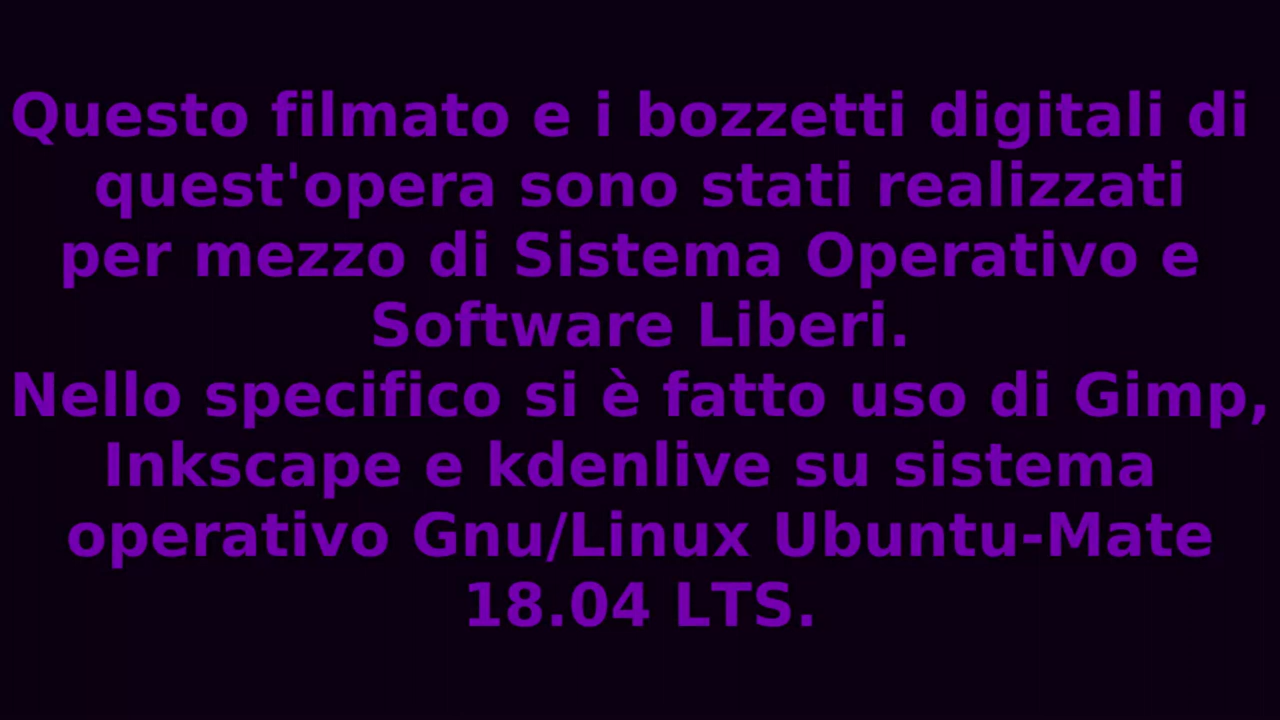 Questo filmato e i bozzetti digitali di
quest'opera sono stati realizzati
per mezzo di Sistema Operativo e
Software Liberi.
Nello specifico si è fatto uso di Gimp,
Inkscape e kdenlive su sistema
operativo Gnu/Linux Ubuntu-Mate
18.04 LTS.